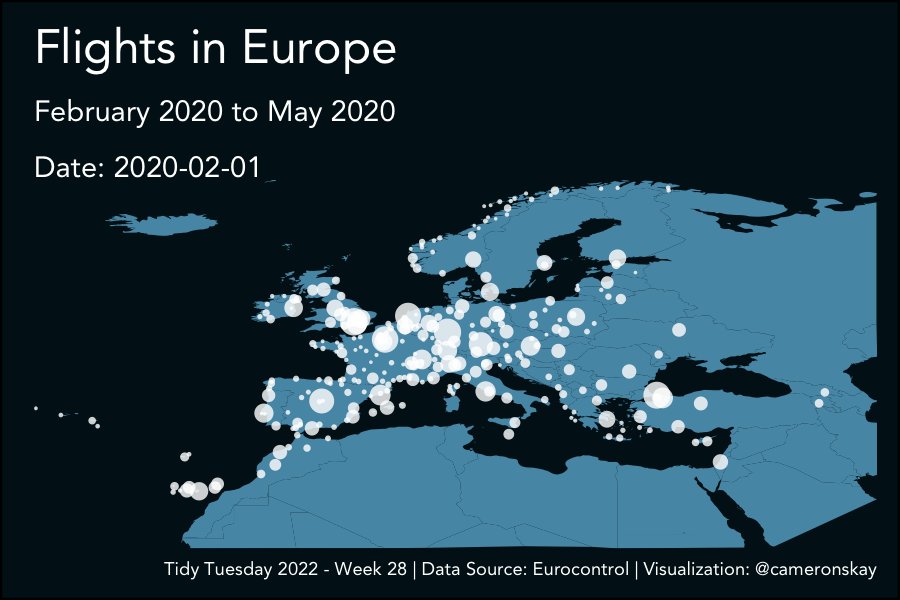 Flights in Europe
February 2020 to May 2020
Date: 2020-02-01
Tidy Tuesday 2022 - Week 28 | Data Source: Eurocontrol | Visualization: @cameronskay